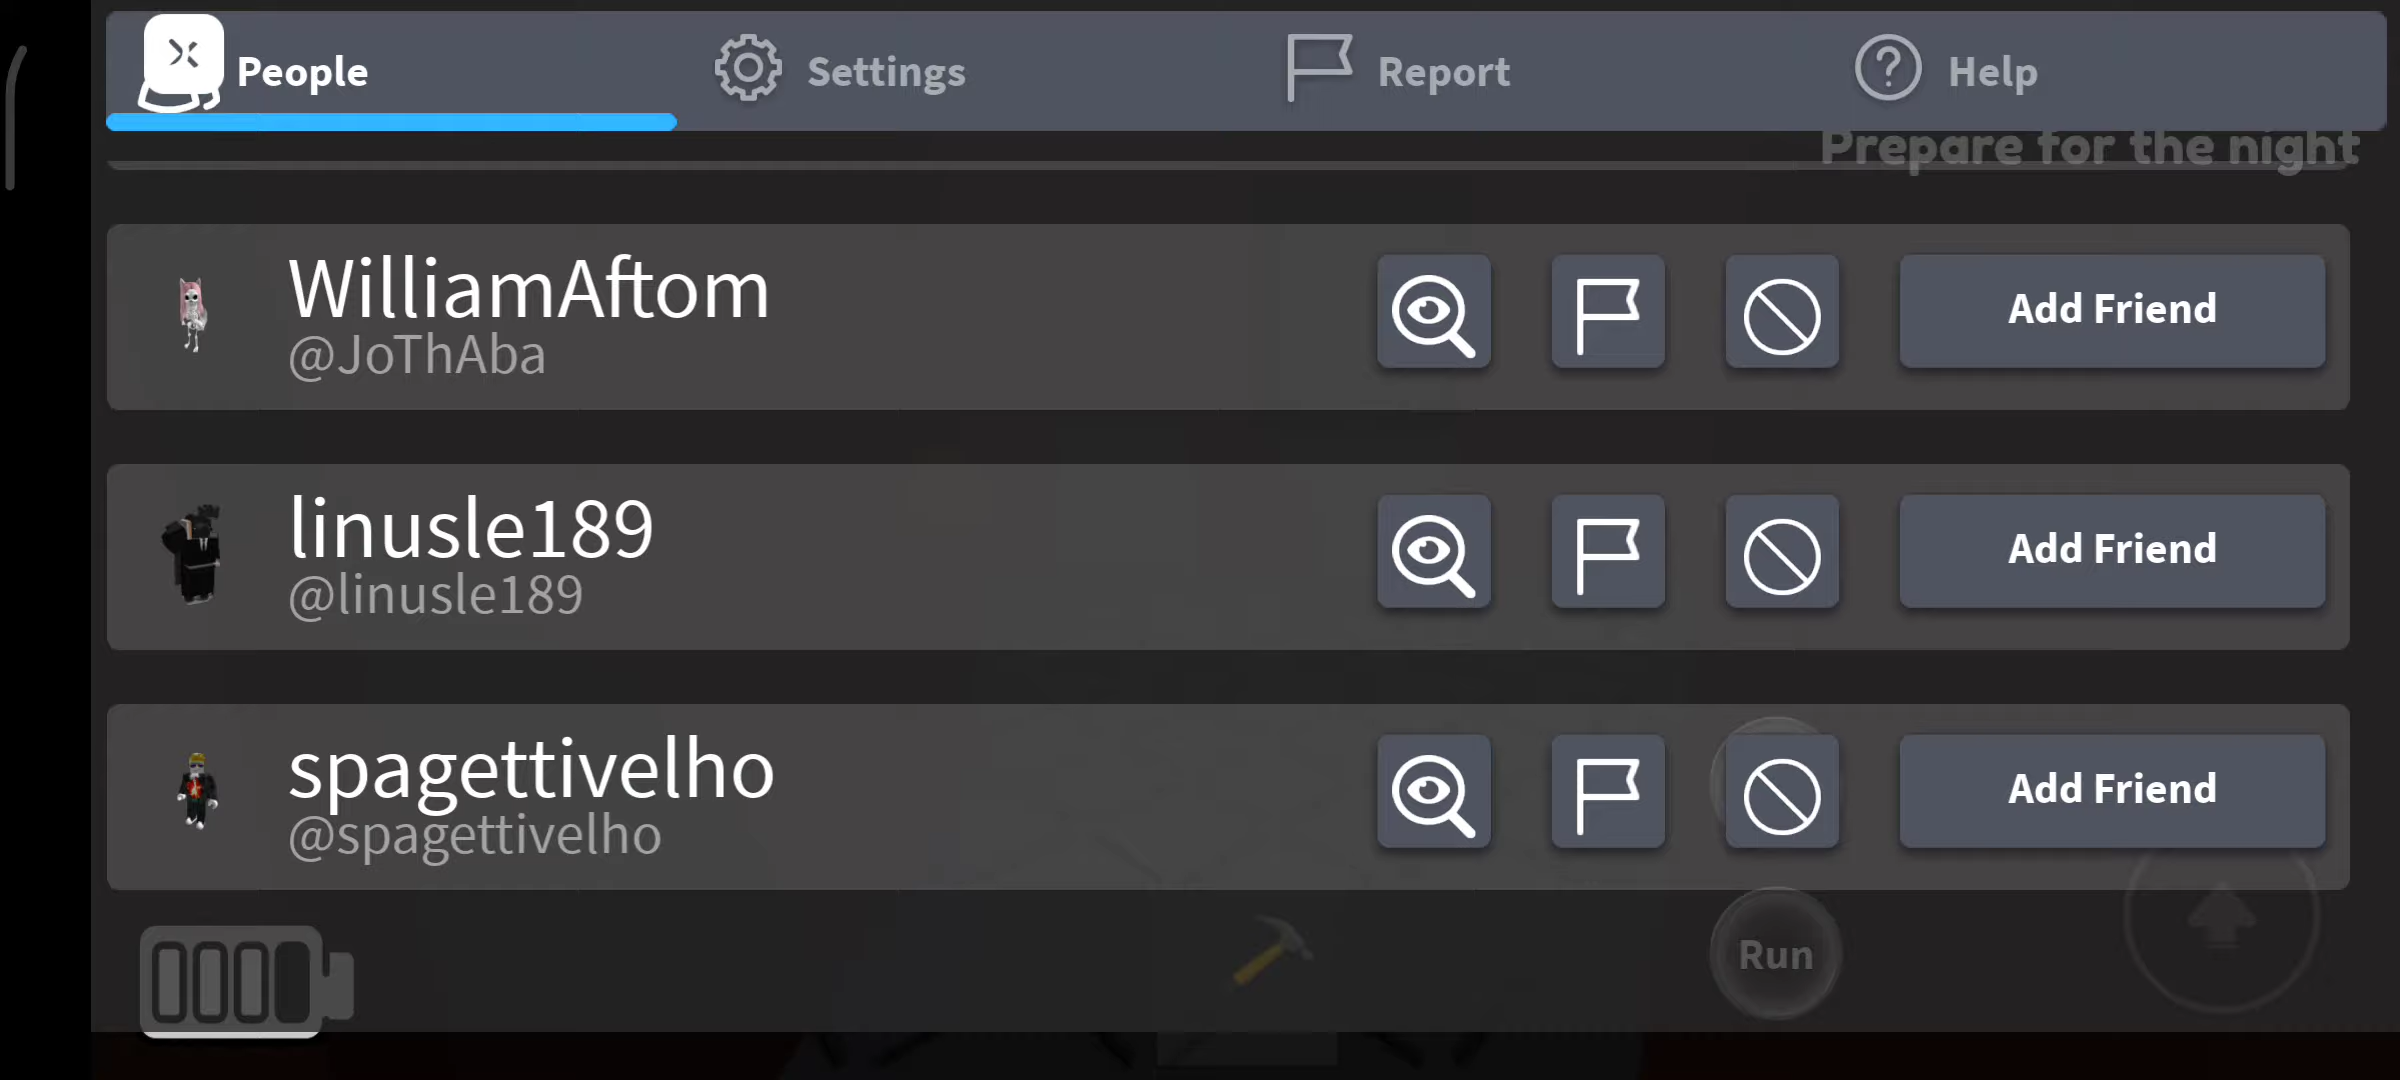 People
Settings
Report
Help
Prepare for the night
WilliamAftom
@JoThAba
Add Friend
linusle189
@linusle189
Add Friend
spagettivelho
@spagettivelho
Add Friend
Run